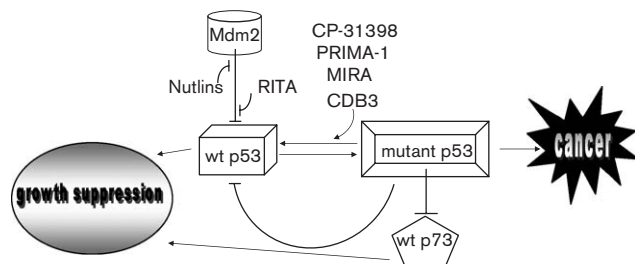 Mdm2
CP-31398
PRIMA-1
MIRA
CDB3
Nutlins
RITA
wt p53
mutant p53
cancer
growth suppression
wt p73